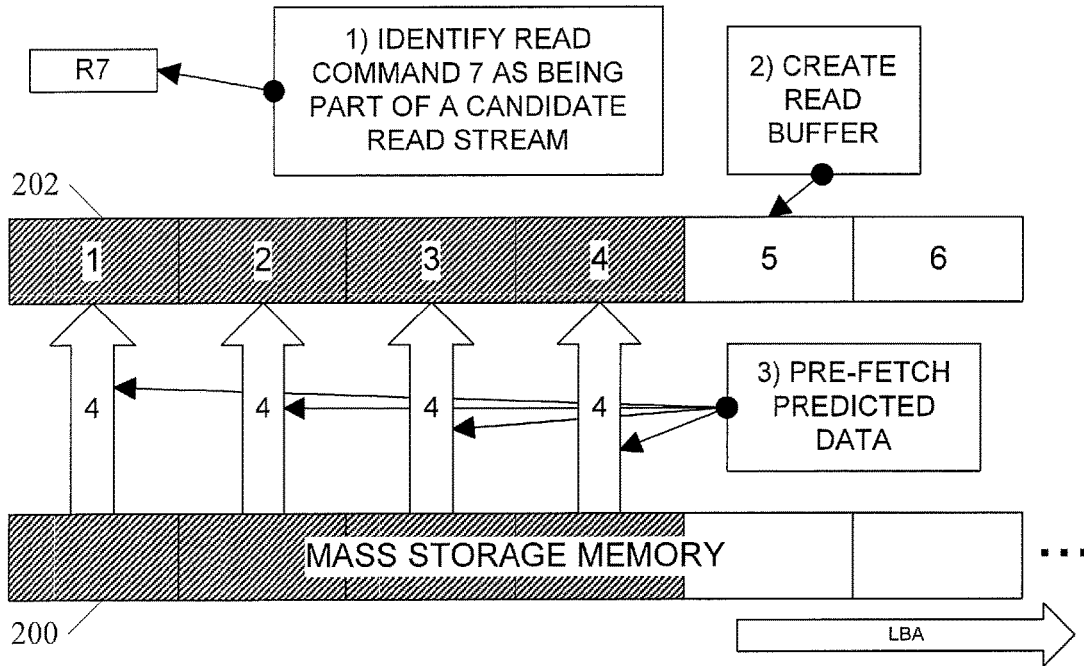 R7
1) IDENTIFY READ
COMMAND 7 AS BEING
PART OF A CANDIDATE
READ STREAM
2) CREATE
READ
BUFFER
202
1 2 3 4 5 6
4 4 4 4
3) PRE-FETCH
PREDICTED
DATA
MASS STORAGE MEMORY
200
LBA